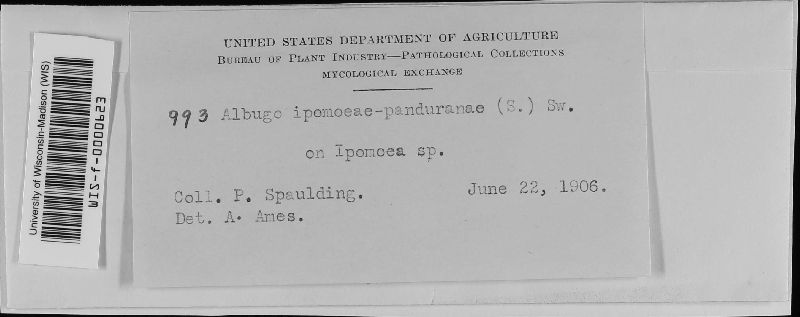 UNITED STATES DEPARTMENT OF AGRICULTURE
BUREAU OF PLANT INDUSTRY—PATHOLOGICAL COLLECTIONS
MYCOLOGICAL EXCHANGE
993 Albugo ipomoeae-panduranae (S.) Sw.
on Ipomoea sp.
Coll. P. Spaulding. June 22, 1906.
Det. A. Ames.
University of Wisconsin-Madison (WIS)
WIS-f-0000623